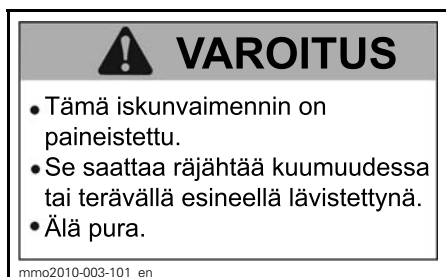 VAROITUS
• Tämä iskunvaimennin on
paineistettu.
• Se saattaa räjähtää kuumuudessa
tai terävällä esineellä lävistettynä.
• Älä pura.
mmo2010-003-101_en